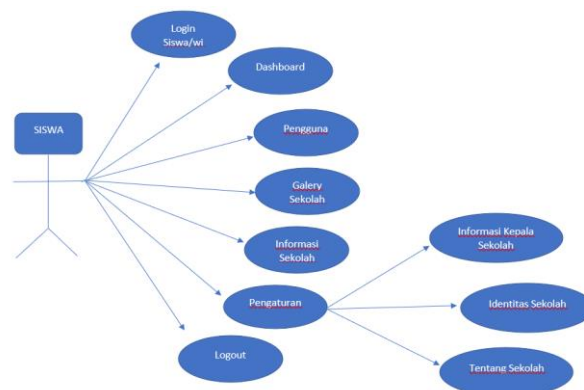 Login
Siswa/wi
Dashboard
SISWA
Pengguna
Galery
Sekolah
Informasi
Sekolah
Informasi Kepala
Sekolah
Pengaturan
Identitas Sekolah
Logout
Tentang Sekolah